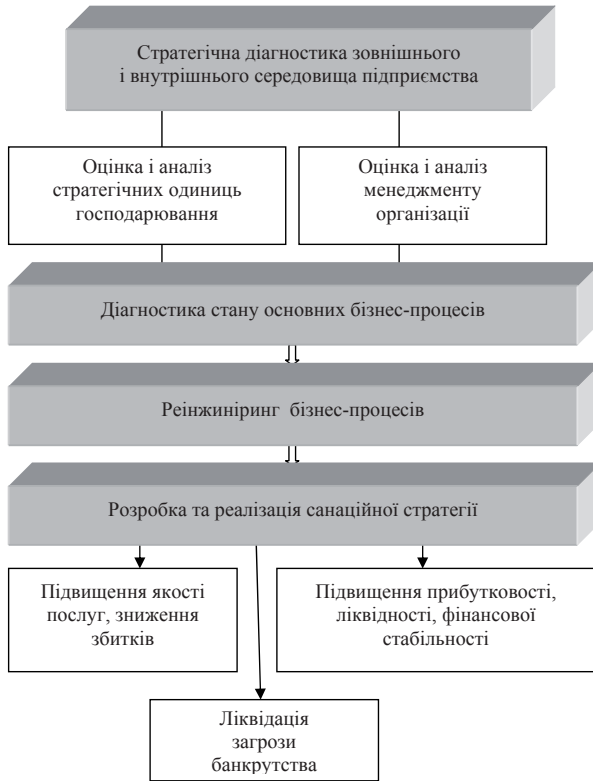 Стратегічна діагностика зовнішнього
і внутрішнього середовища підприємства
Оцінка і аналіз
стратегічних одиниць
господарювання
Оцінка і аналіз
менеджменту
організації
Діагностика стану основних бізнес-процесів
Реінжиніринг бізнес-процесів
Розробка та реалізація санаційної стратегії
Підвищення якості
послуг, зниження
збитків
Підвищення прибутковості,
ліквідності, фінансової
стабільності
Ліквідація
загрози
банкрутства